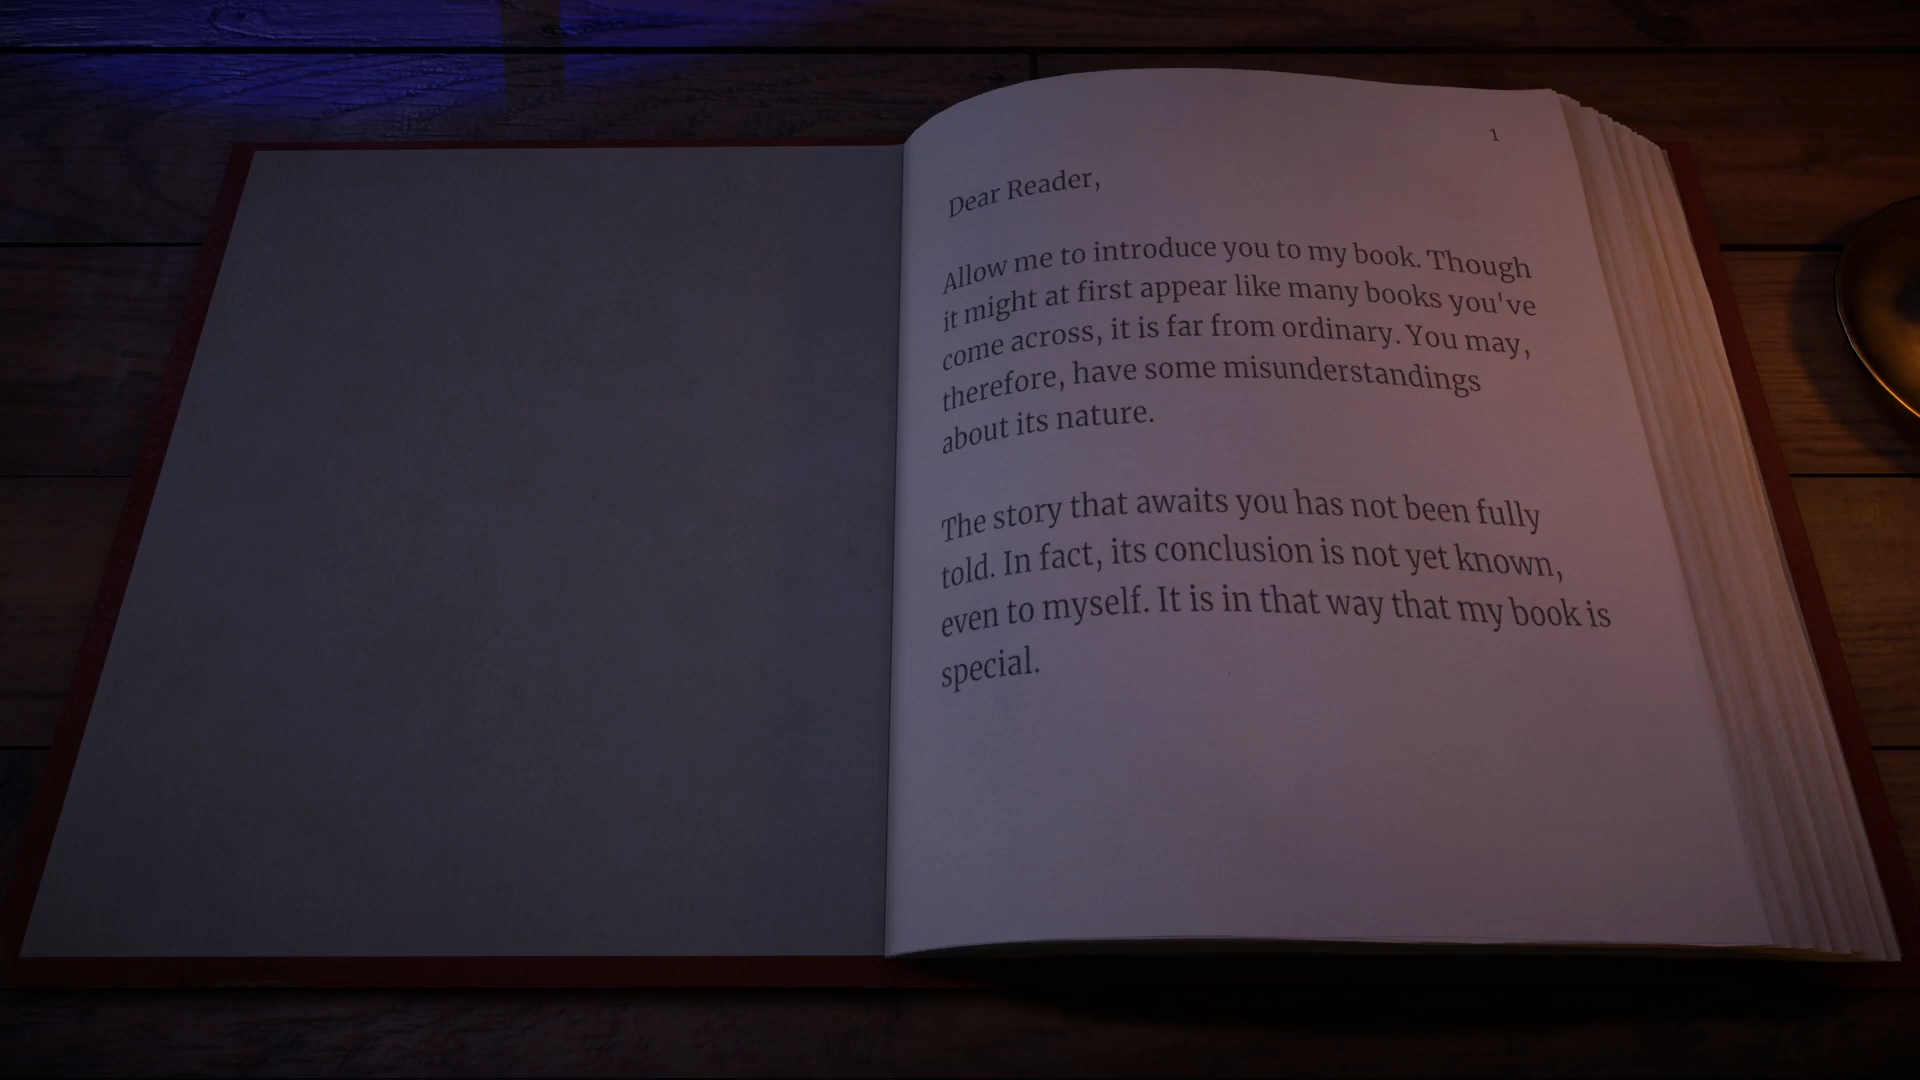 1
Dear Reader,
Allow me to introduce you to my book. Though
it might at first appear like many books you've
come across, it is far from ordinary. You may,
therefore, have some misunderstandings
about its nature.
The story that awaits you has not been fully
told. In fact, its conclusion is not yet known,
even to myself. It is in that way that my book is
special.